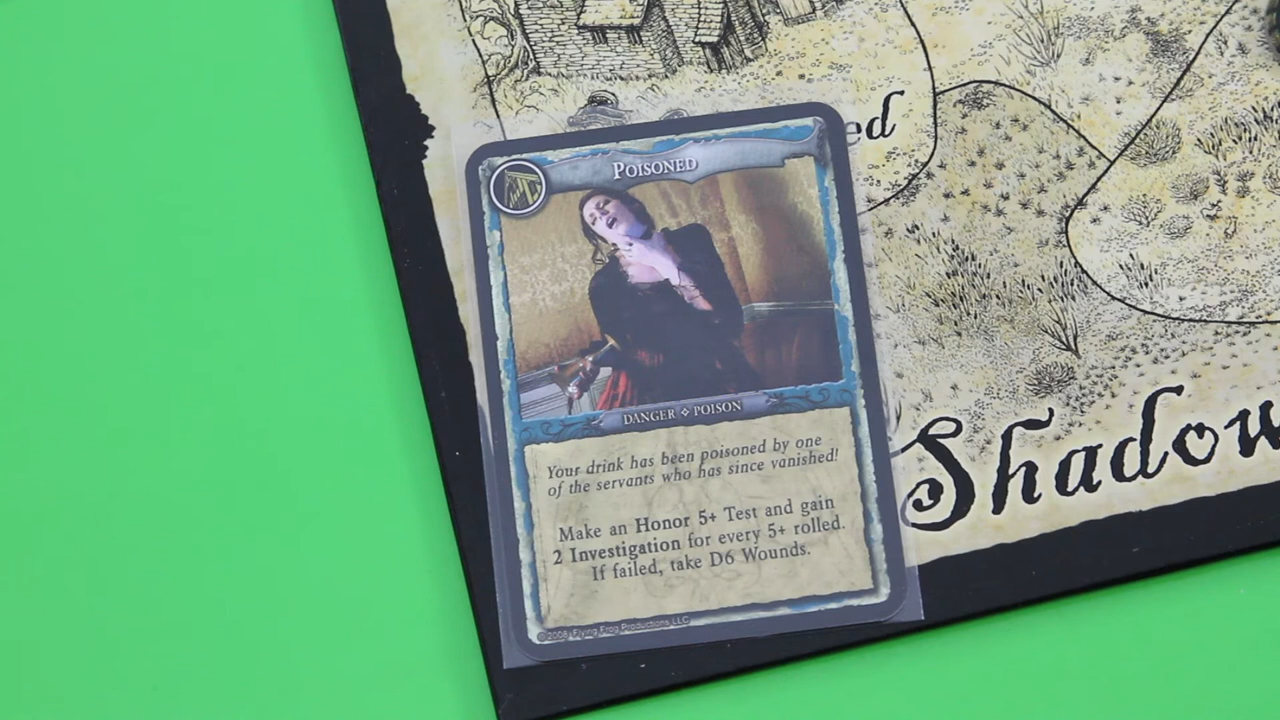 ed
POISONED
DANGER ❖ POISON
Your drink has been poisoned by one
of the servants who has since vanished!
Make an Honor 5+ Test and gain
2 Investigation for every 5+ rolled.
If failed, take D6 Wounds.
©2008 Flying Frog Productions LLC
Shadow